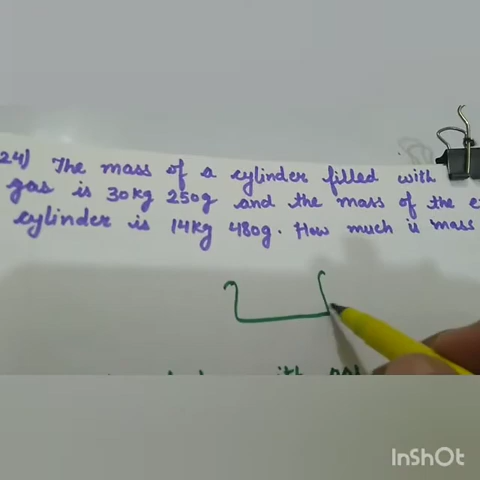 24) The mass of a cylinder filled with
gas is 30kg 250g and the mass of the
cylinder is 14kg 480g. How much is mass
InShOt